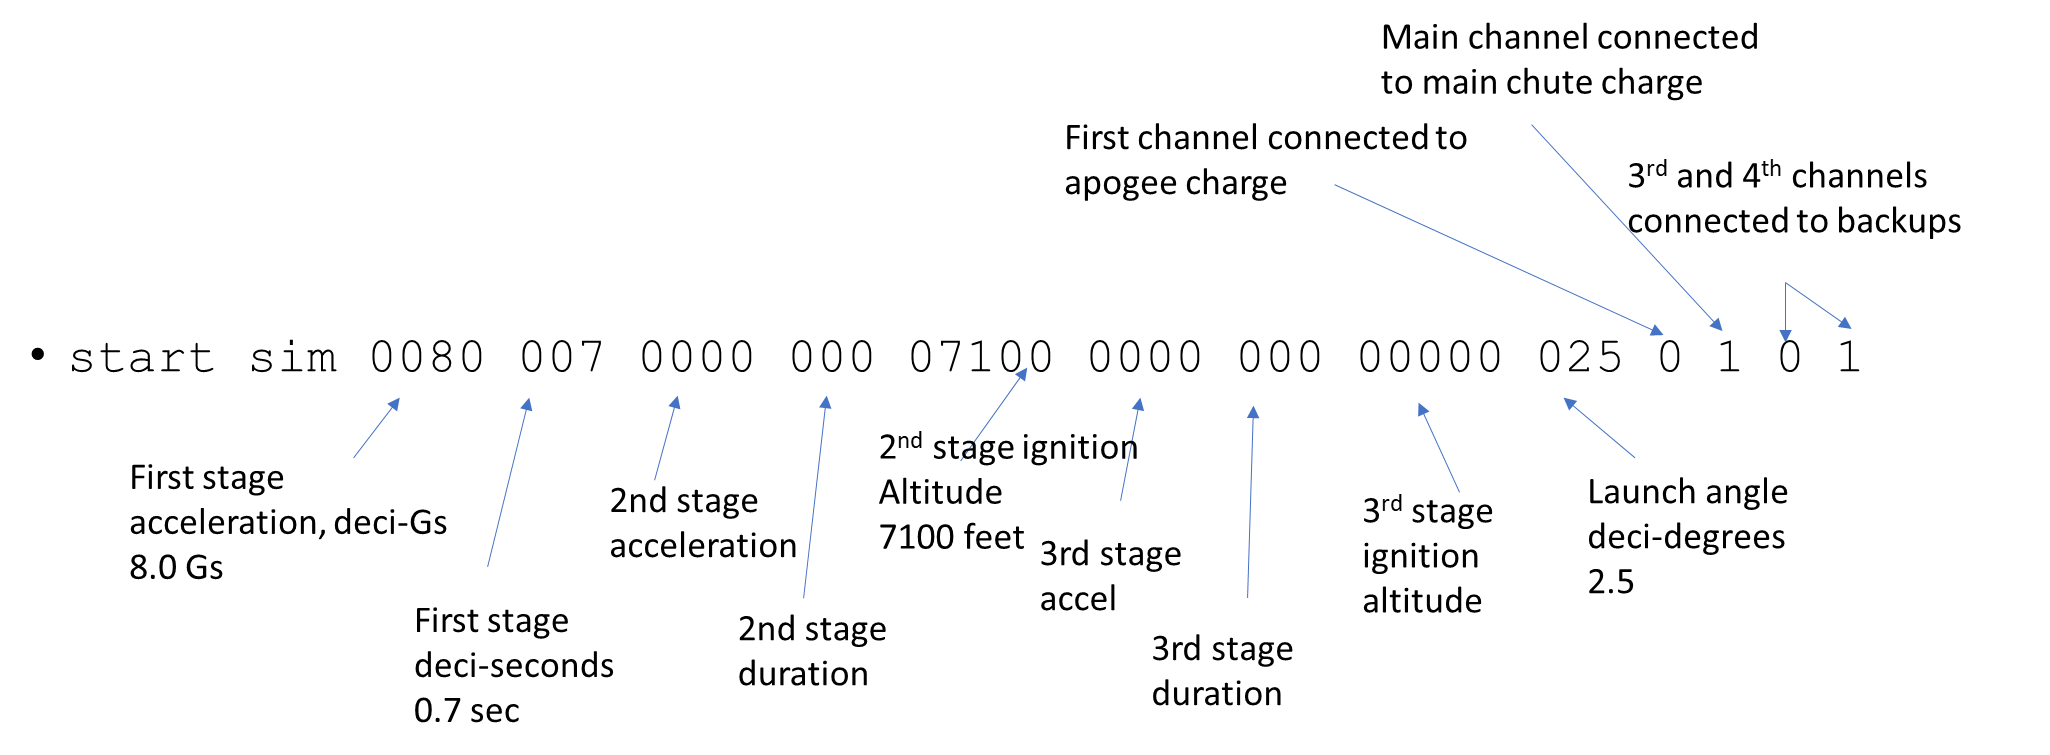 Main channel connected
to main chute charge
First channel connected to
apogee charge
3rd and 4th channels
connected to backups
• start sim 0080 007 0000 000 07100 0000 000 00000 025 0 1 0 1
First stage
acceleration, deci-Gs
8.0 Gs
First stage
deci-seconds
0.7 sec
2nd stage
acceleration
2nd stage
duration
2nd stage ignition
Altitude
7100 feet
3rd stage
accel
3rd stage
duration
3rd stage
ignition
altitude
Launch angle
deci-degrees
2.5